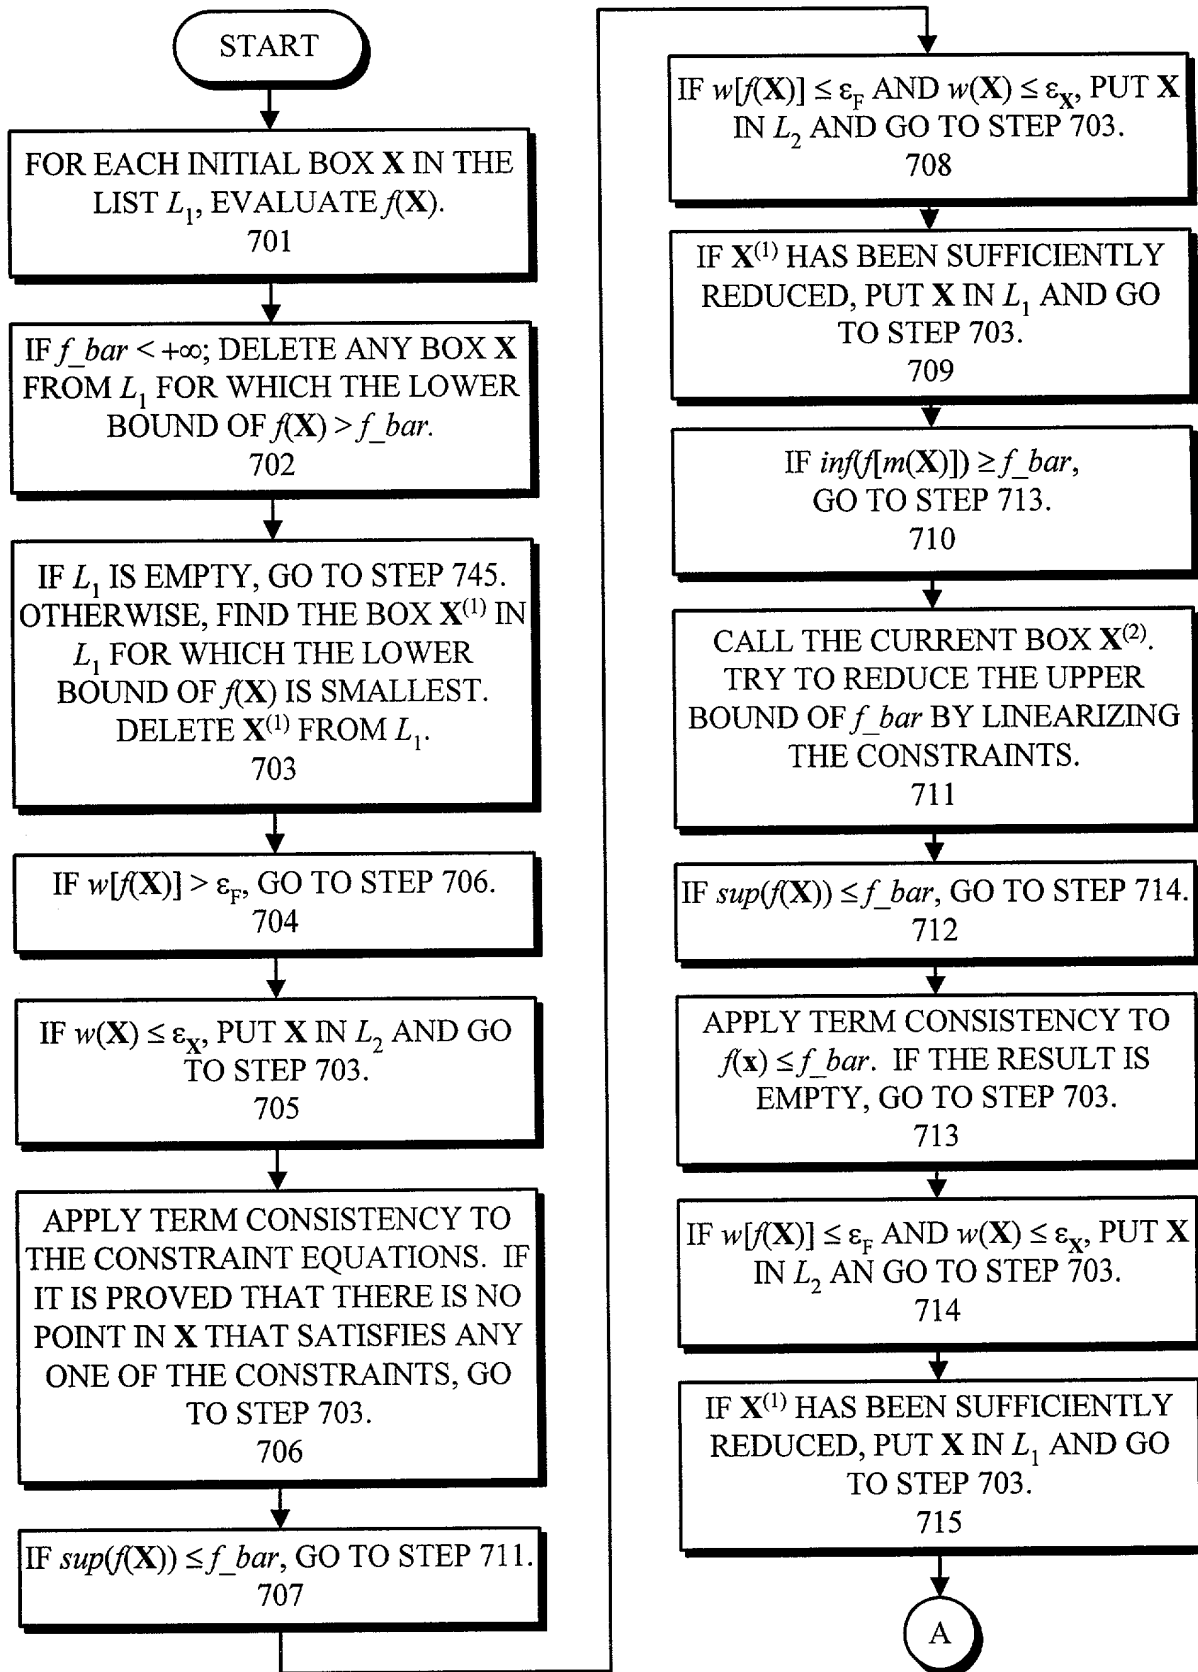 START
FOR EACH INITIAL BOX X IN THE
LIST L₁, EVALUATE f(X).
701
IF f_bar < +∞; DELETE ANY BOX X
FROM L₁ FOR WHICH THE LOWER
BOUND OF f(X) > f_bar.
702
IF L₁ IS EMPTY, GO TO STEP 745.
OTHERWISE, FIND THE BOX X⁽¹⁾ IN
L₁ FOR WHICH THE LOWER
BOUND OF f(X) IS SMALLEST.
DELETE X⁽¹⁾ FROM L₁.
703
IF w[f(X)] > ε_F, GO TO STEP 706.
704
IF w(X) ≤ ε_X, PUT X IN L₂ AND GO
TO STEP 703.
705
APPLY TERM CONSISTENCY TO
THE CONSTRAINT EQUATIONS. IF
IT IS PROVED THAT THERE IS NO
POINT IN X THAT SATISFIES ANY
ONE OF THE CONSTRAINTS, GO
TO STEP 703.
706
IF sup(f(X)) ≤ f_bar, GO TO STEP 711.
707
IF w[f(X)] ≤ ε_F AND w(X) ≤ ε_X, PUT X
IN L₂ AND GO TO STEP 703.
708
IF X⁽¹⁾ HAS BEEN SUFFICIENTLY
REDUCED, PUT X IN L₁ AND GO
TO STEP 703.
709
IF inf(f[m(X)]) ≥ f_bar,
GO TO STEP 713.
710
CALL THE CURRENT BOX X⁽²⁾.
TRY TO REDUCE THE UPPER
BOUND OF f_bar BY LINEARIZING
THE CONSTRAINTS.
711
IF sup(f(X)) ≤ f_bar, GO TO STEP 714.
712
APPLY TERM CONSISTENCY TO
f(x) ≤ f_bar. IF THE RESULT IS
EMPTY, GO TO STEP 703.
713
IF w[f(X)] ≤ ε_F AND w(X) ≤ ε_X, PUT X
IN L₂ AN GO TO STEP 703.
714
IF X⁽¹⁾ HAS BEEN SUFFICIENTLY
REDUCED, PUT X IN L₁ AND GO
TO STEP 703.
715
A